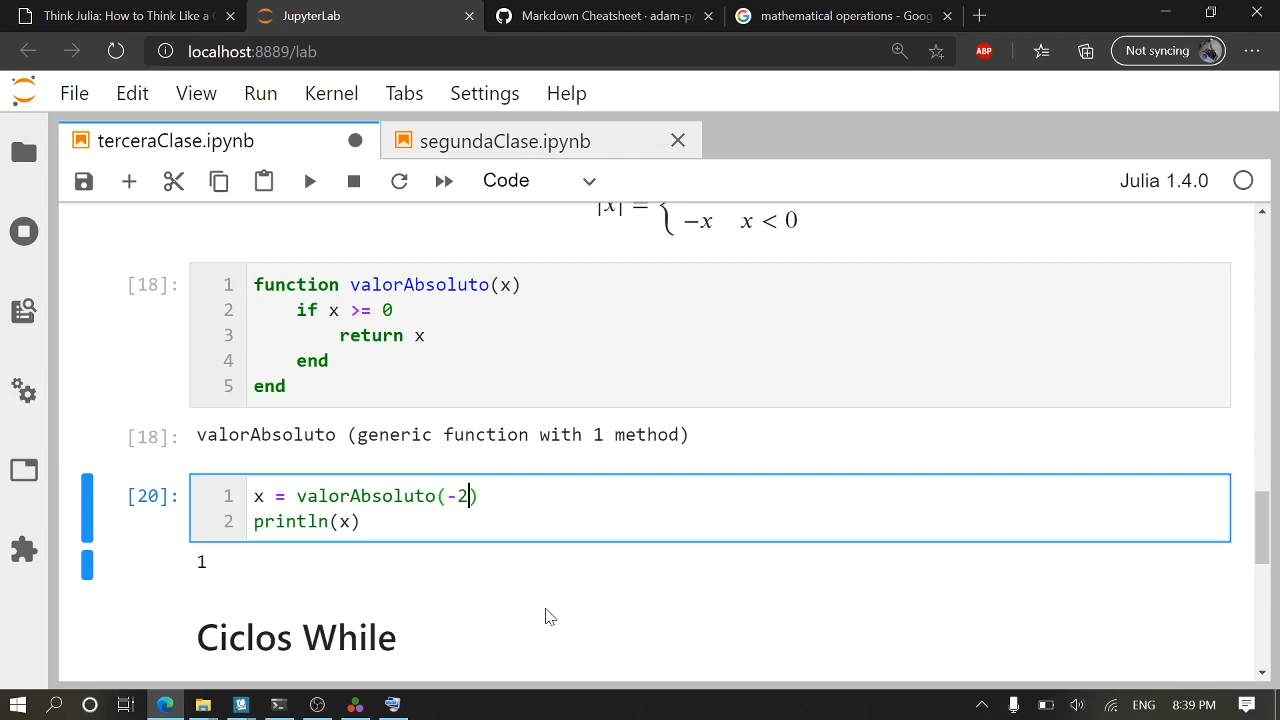 Think Julia: How to Think Like a C
JupyterLab
Markdown Cheatsheet · adam-p
mathematical operations - Goog
localhost:8889/lab
ABP
Not syncing
File Edit View Run Kernel Tabs Settings Help
terceraClase.ipynb
segundaClase.ipynb
Code
Julia 1.4.0
|x| = { −x x < 0
[18]:
1 function valorAbsoluto(x)
2 if x >= 0
3 return x
4 end
5 end
[18]: valorAbsoluto (generic function with 1 method)
[20]:
1 x = valorAbsoluto(-2)
2 println(x)
1
Ciclos While
ENG 8:39 PM